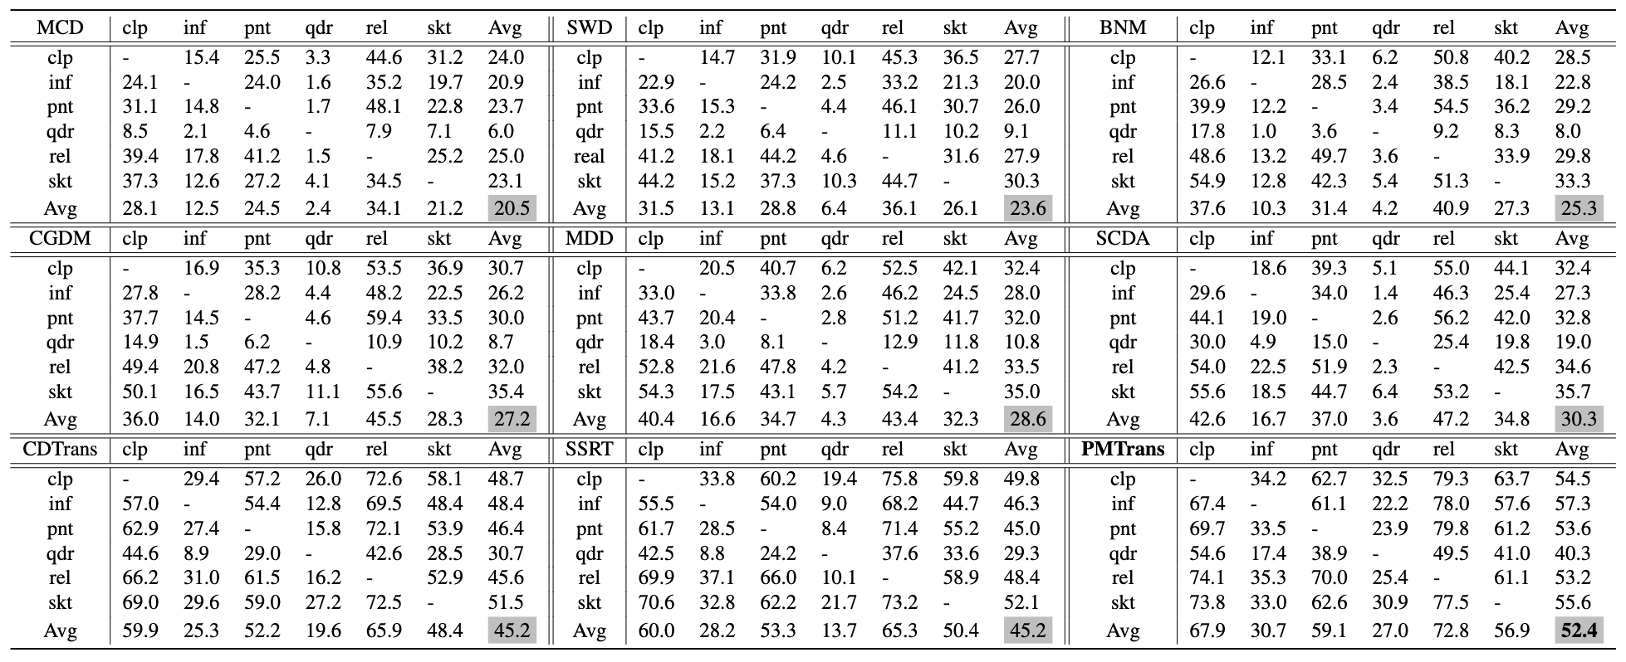 MCD clp inf pnt qdr rel skt Avg SWD clp inf pnt qdr rel skt Avg BNM clp inf pnt qdr rel skt Avg
clp - 15.4 25.5 3.3 44.6 31.2 24.0 clp - 14.7 31.9 10.1 45.3 36.5 27.7 clp - 12.1 33.1 6.2 50.8 40.2 28.5
inf 24.1 - 24.0 1.6 35.2 19.7 20.9 inf 22.9 - 24.2 2.5 33.2 21.3 20.0 inf 26.6 - 28.5 2.4 38.5 18.1 22.8
pnt 31.1 14.8 - 1.7 48.1 22.8 23.7 pnt 33.6 15.3 - 4.4 46.1 30.7 26.0 pnt 39.9 12.2 - 3.4 54.5 36.2 29.2
qdr 8.5 2.1 4.6 - 7.9 7.1 6.0 qdr 15.5 2.2 6.4 - 11.1 10.2 9.1 qdr 17.8 1.0 3.6 - 9.2 8.3 8.0
rel 39.4 17.8 41.2 1.5 - 25.2 25.0 real 41.2 18.1 44.2 4.6 - 31.6 27.9 rel 48.6 13.2 49.7 3.6 - 33.9 29.8
skt 37.3 12.6 27.2 4.1 34.5 - 23.1 skt 44.2 15.2 37.3 10.3 44.7 - 30.3 skt 54.9 12.8 42.3 5.4 51.3 - 33.3
Avg 28.1 12.5 24.5 2.4 34.1 21.2 20.5 Avg 31.5 13.1 28.8 6.4 36.1 26.1 23.6 Avg 37.6 10.3 31.4 4.2 40.9 27.3 25.3
CGDM clp inf pnt qdr rel skt Avg MDD clp inf pnt qdr rel skt Avg SCDA clp inf pnt qdr rel skt Avg
clp - 16.9 35.3 10.8 53.5 36.9 30.7 clp - 20.5 40.7 6.2 52.5 42.1 32.4 clp - 18.6 39.3 5.1 55.0 44.1 32.4
inf 27.8 - 28.2 4.4 48.2 22.5 26.2 inf 33.0 - 33.8 2.6 46.2 24.5 28.0 inf 29.6 - 34.0 1.4 46.3 25.4 27.3
pnt 37.7 14.5 - 4.6 59.4 33.5 30.0 pnt 43.7 20.4 - 2.8 51.2 41.7 32.0 pnt 44.1 19.0 - 2.6 56.2 42.0 32.8
qdr 14.9 1.5 6.2 - 10.9 10.2 8.7 qdr 18.4 3.0 8.1 - 12.9 11.8 10.8 qdr 30.0 4.9 15.0 - 25.4 19.8 19.0
rel 49.4 20.8 47.2 4.8 - 38.2 32.0 rel 52.8 21.6 47.8 4.2 - 41.2 33.5 rel 54.0 22.5 51.9 2.3 - 42.5 34.6
skt 50.1 16.5 43.7 11.1 55.6 - 35.4 skt 54.3 17.5 43.1 5.7 54.2 - 35.0 skt 55.6 18.5 44.7 6.4 53.2 - 35.7
Avg 36.0 14.0 32.1 7.1 45.5 28.3 27.2 Avg 40.4 16.6 34.7 4.3 43.4 32.3 28.6 Avg 42.6 16.7 37.0 3.6 47.2 34.8 30.3
CDTrans clp inf pnt qdr rel skt Avg SSRT clp inf pnt qdr rel skt Avg PMTrans clp inf pnt qdr rel skt Avg
clp - 29.4 57.2 26.0 72.6 58.1 48.7 clp - 33.8 60.2 19.4 75.8 59.8 49.8 clp - 34.2 62.7 32.5 79.3 63.7 54.5
inf 57.0 - 54.4 12.8 69.5 48.4 48.4 inf 55.5 - 54.0 9.0 68.2 44.7 46.3 inf 67.4 - 61.1 22.2 78.0 57.6 57.3
pnt 62.9 27.4 - 15.8 72.1 53.9 46.4 pnt 61.7 28.5 - 8.4 71.4 55.2 45.0 pnt 69.7 33.5 - 23.9 79.8 61.2 53.6
qdr 44.6 8.9 29.0 - 42.6 28.5 30.7 qdr 42.5 8.8 24.2 - 37.6 33.6 29.3 qdr 54.6 17.4 38.9 - 49.5 41.0 40.3
rel 66.2 31.0 61.5 16.2 - 52.9 45.6 rel 69.9 37.1 66.0 10.1 - 58.9 48.4 rel 74.1 35.3 70.0 25.4 - 61.1 53.2
skt 69.0 29.6 59.0 27.2 72.5 - 51.5 skt 70.6 32.8 62.2 21.7 73.2 - 52.1 skt 73.8 33.0 62.6 30.9 77.5 - 55.6
Avg 59.9 25.3 52.2 19.6 65.9 48.4 45.2 Avg 60.0 28.2 53.3 13.7 65.3 50.4 45.2 Avg 67.9 30.7 59.1 27.0 72.8 56.9 52.4